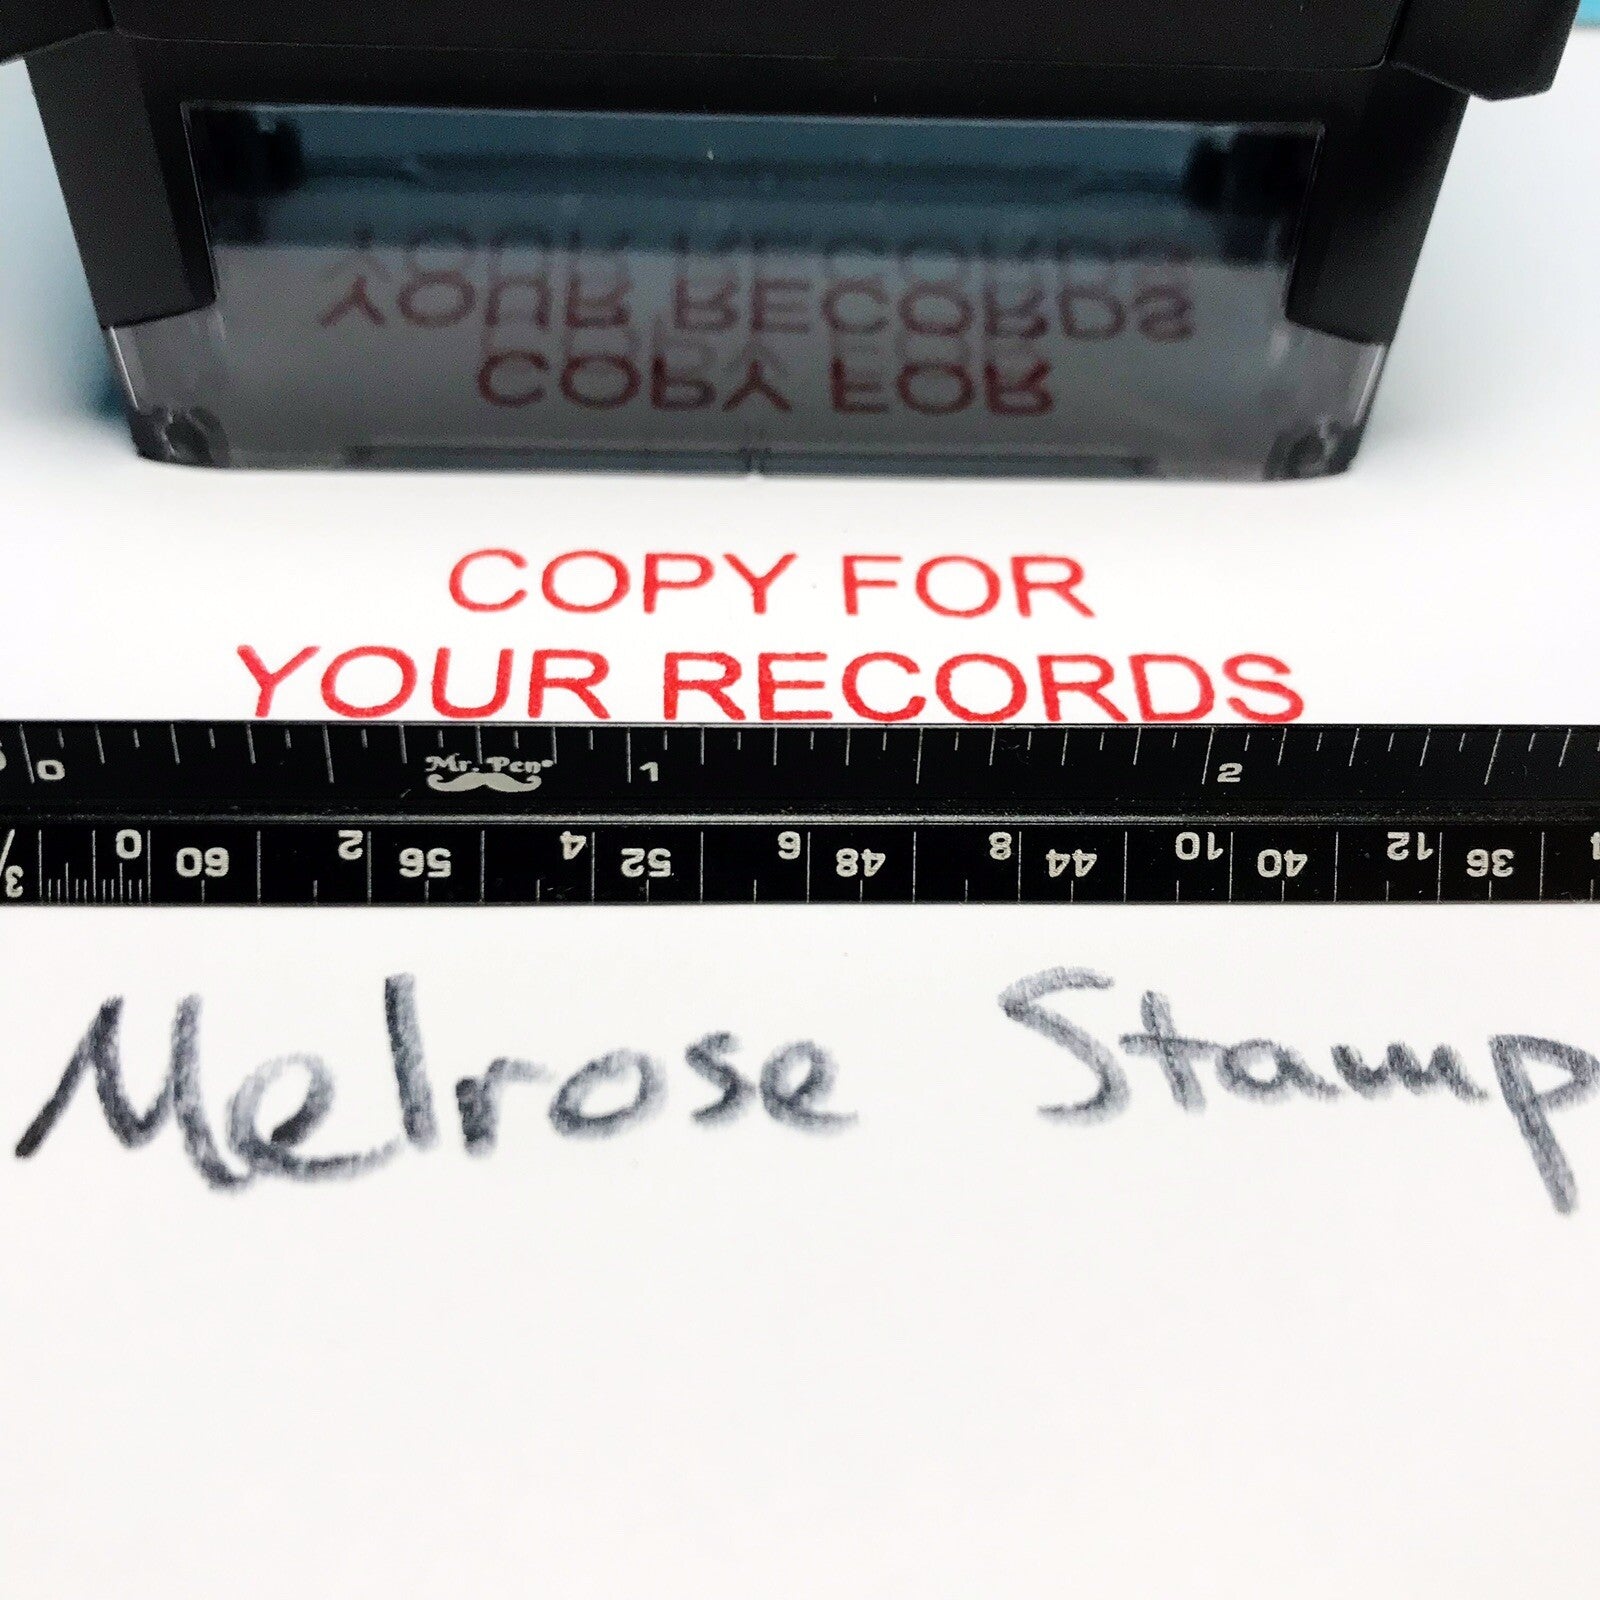 YOUR RECORDS
COPY FOR
COPY FOR
YOUR RECORDS
0 1 2
Mr. Pen®
0 60 2 56 4 52 6 48 8 44 10 40 12 36
Melrose Stamp